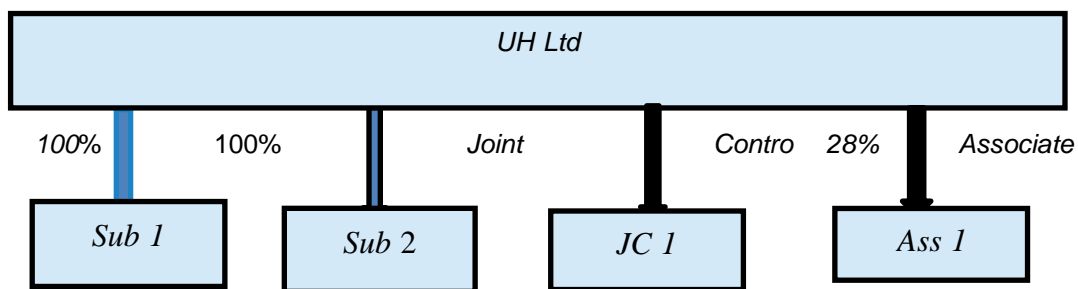 UH Ltd
100% 100% Joint Contro 28% Associate
Sub 1 Sub 2 JC 1 Ass 1